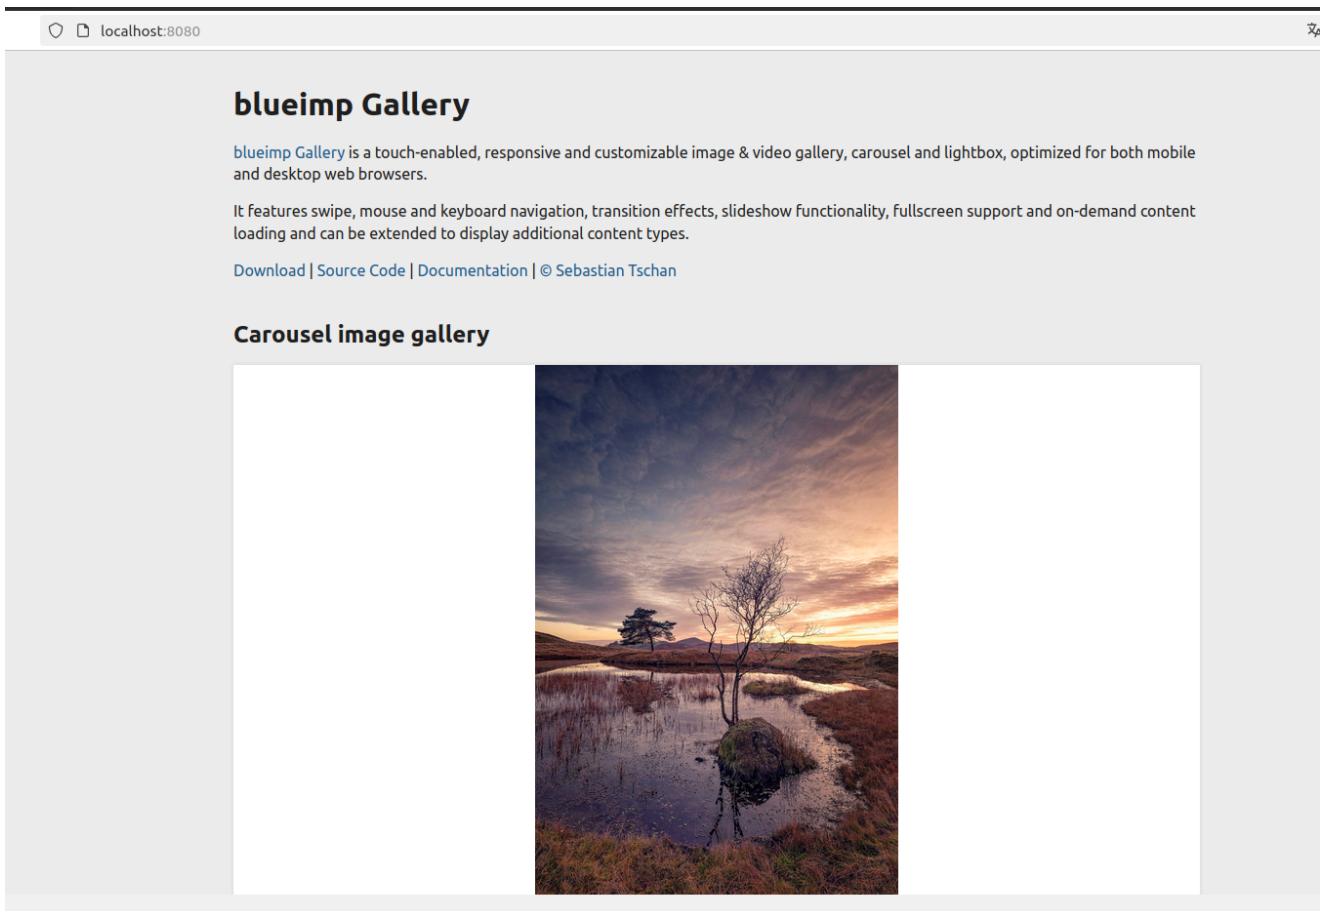 localhost:8080
blueimp Gallery
blueimp Gallery is a touch-enabled, responsive and customizable image & video gallery, carousel and lightbox, optimized for both mobile
and desktop web browsers.
It features swipe, mouse and keyboard navigation, transition effects, slideshow functionality, fullscreen support and on-demand content
loading and can be extended to display additional content types.
Download | Source Code | Documentation | © Sebastian Tschan
Carousel image gallery